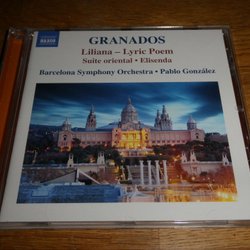 NAXOS
GRANADOS
Liliana – Lyric Poem
Suite oriental • Elisenda
Barcelona Symphony Orchestra • Pablo González